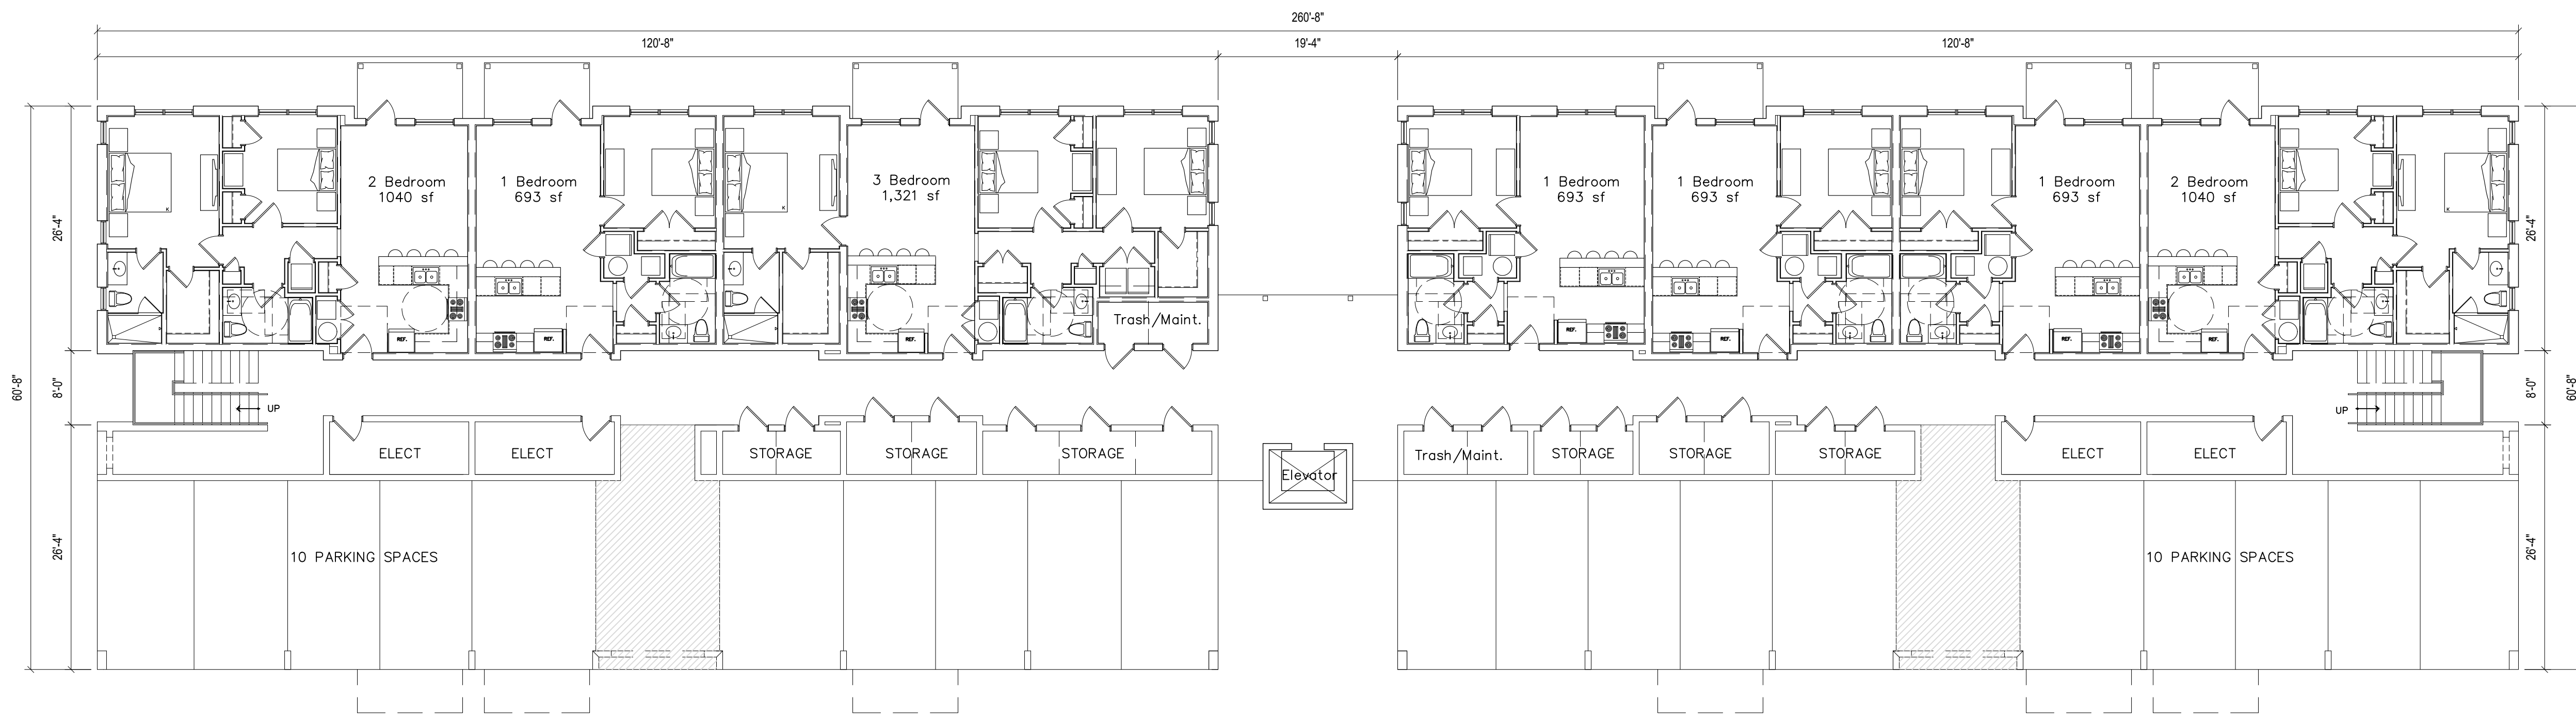 260'-8"
120'-8"
19'-4"
120'-8"
2 Bedroom
1040 sf
1 Bedroom
693 sf
3 Bedroom
1,321 sf
1 Bedroom
693 sf
1 Bedroom
693 sf
1 Bedroom
693 sf
2 Bedroom
1040 sf
K
K
K
26'-4"
26'-4"
REF.
REF.
REF.
REF.
REF.
REF.
REF.
Trash/Maint.
60'-8"
8'-0"
8'-0"
60'-8"
UP
UP
ELECT
ELECT
STORAGE
STORAGE
STORAGE
Elevator
Trash/Maint.
STORAGE
STORAGE
STORAGE
ELECT
ELECT
26'-4"
10 PARKING SPACES
10 PARKING SPACES
26'-4"